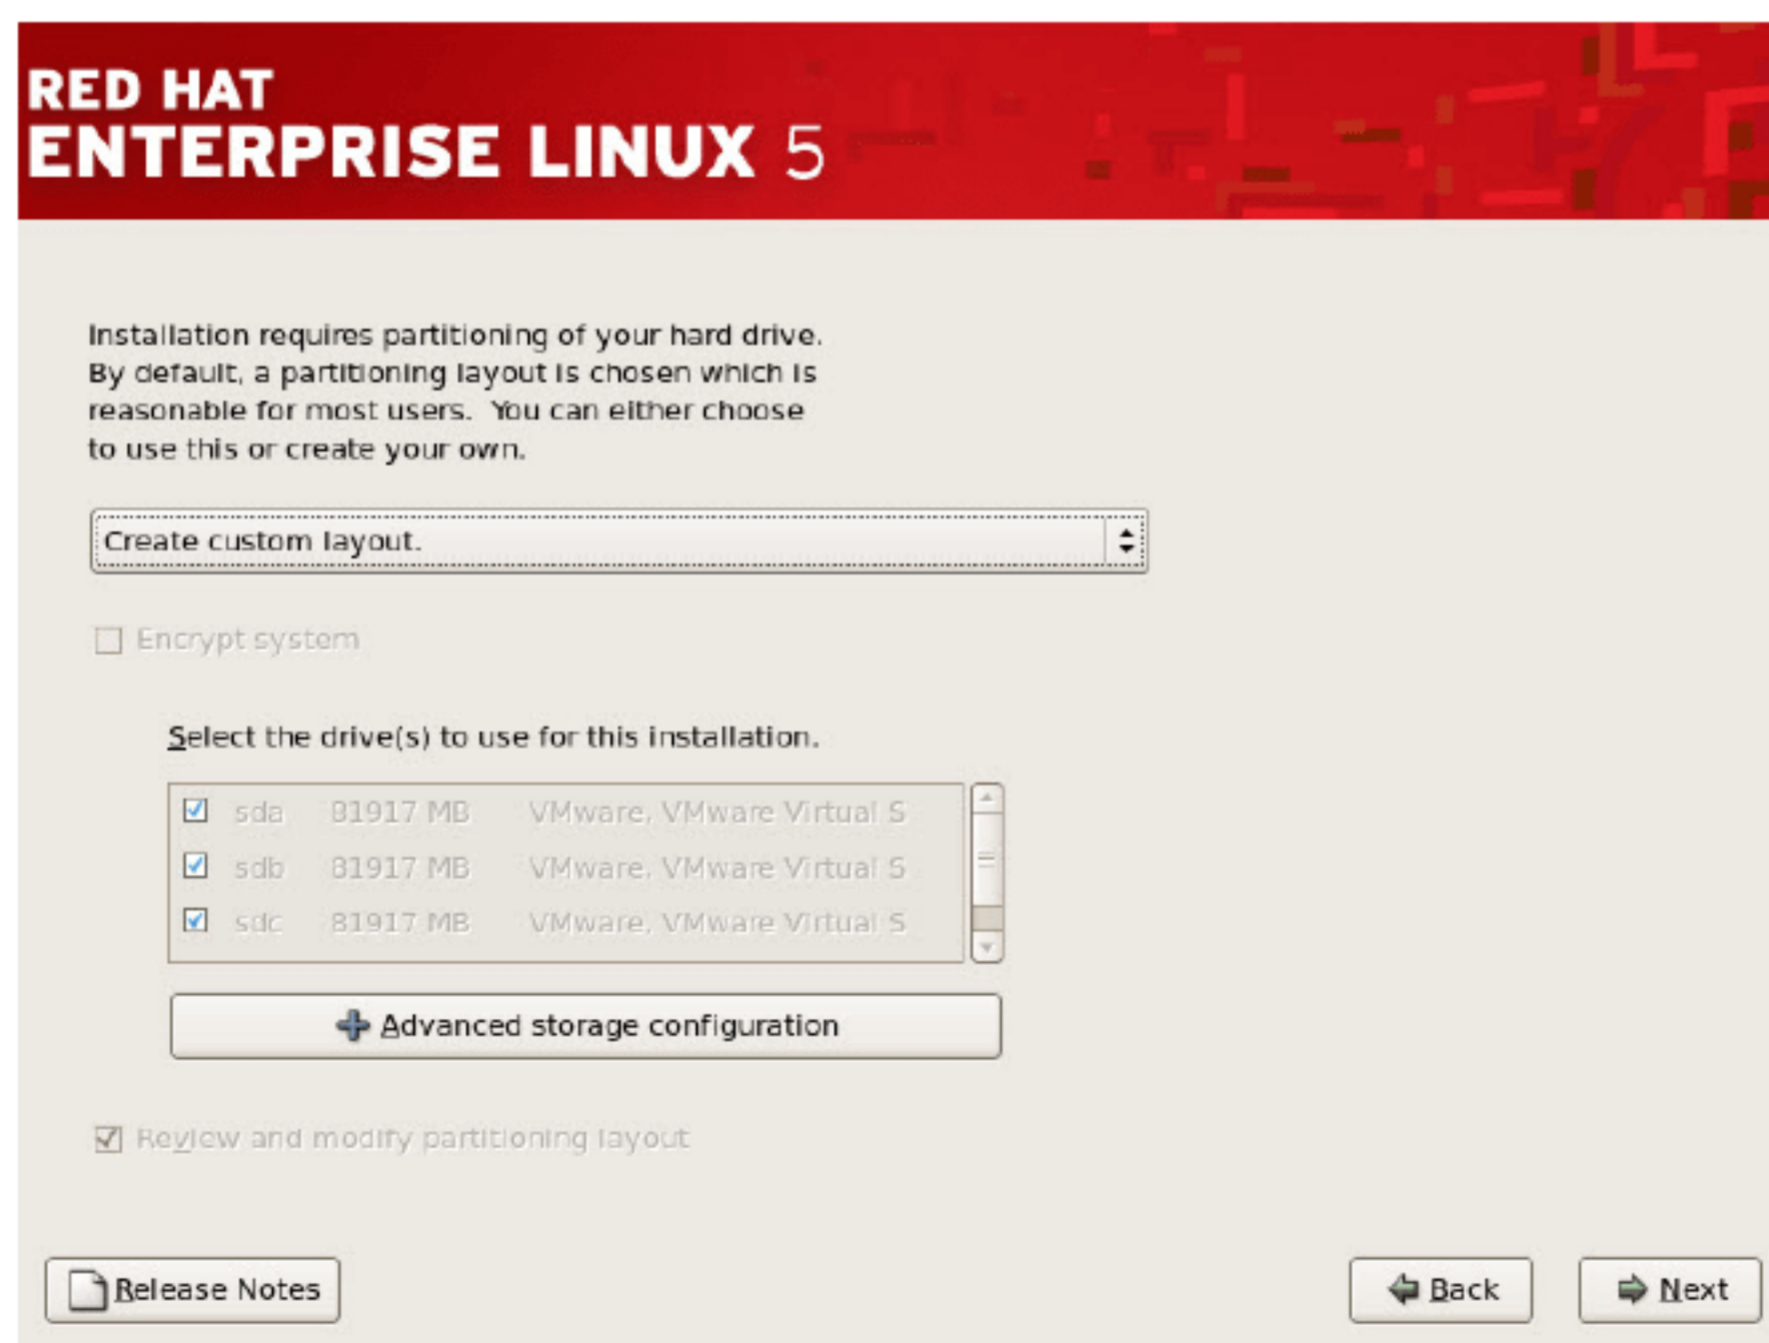 RED HAT
ENTERPRISE LINUX 5
Installation requires partitioning of your hard drive.
By default, a partitioning layout is chosen which is
reasonable for most users.  You can either choose
to use this or create your own.
Create custom layout.
Encrypt system
Select the drive(s) to use for this installation.
sda 81917 MB VMware, VMware Virtual S
sdb 81917 MB VMware, VMware Virtual S
sdc 81917 MB VMware, VMware Virtual S
Advanced storage configuration
Review and modify partitioning layout
Release Notes
Back
Next